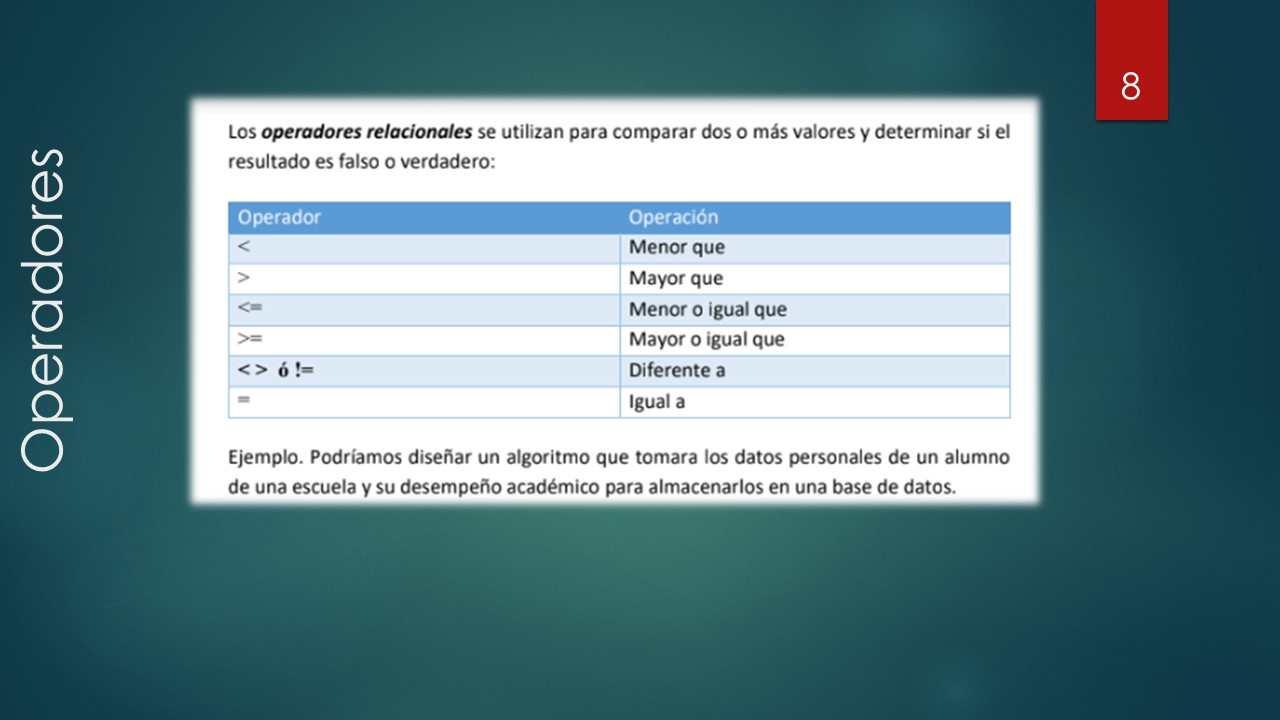 8
Operadores
Los operadores relacionales se utilizan para comparar dos o más valores y determinar si el
resultado es falso o verdadero:
Operador Operación
< Menor que
> Mayor que
<= Menor o igual que
>= Mayor o igual que
< > ó != Diferente a
= Igual a
Ejemplo. Podríamos diseñar un algoritmo que tomara los datos personales de un alumno
de una escuela y su desempeño académico para almacenarlos en una base de datos.